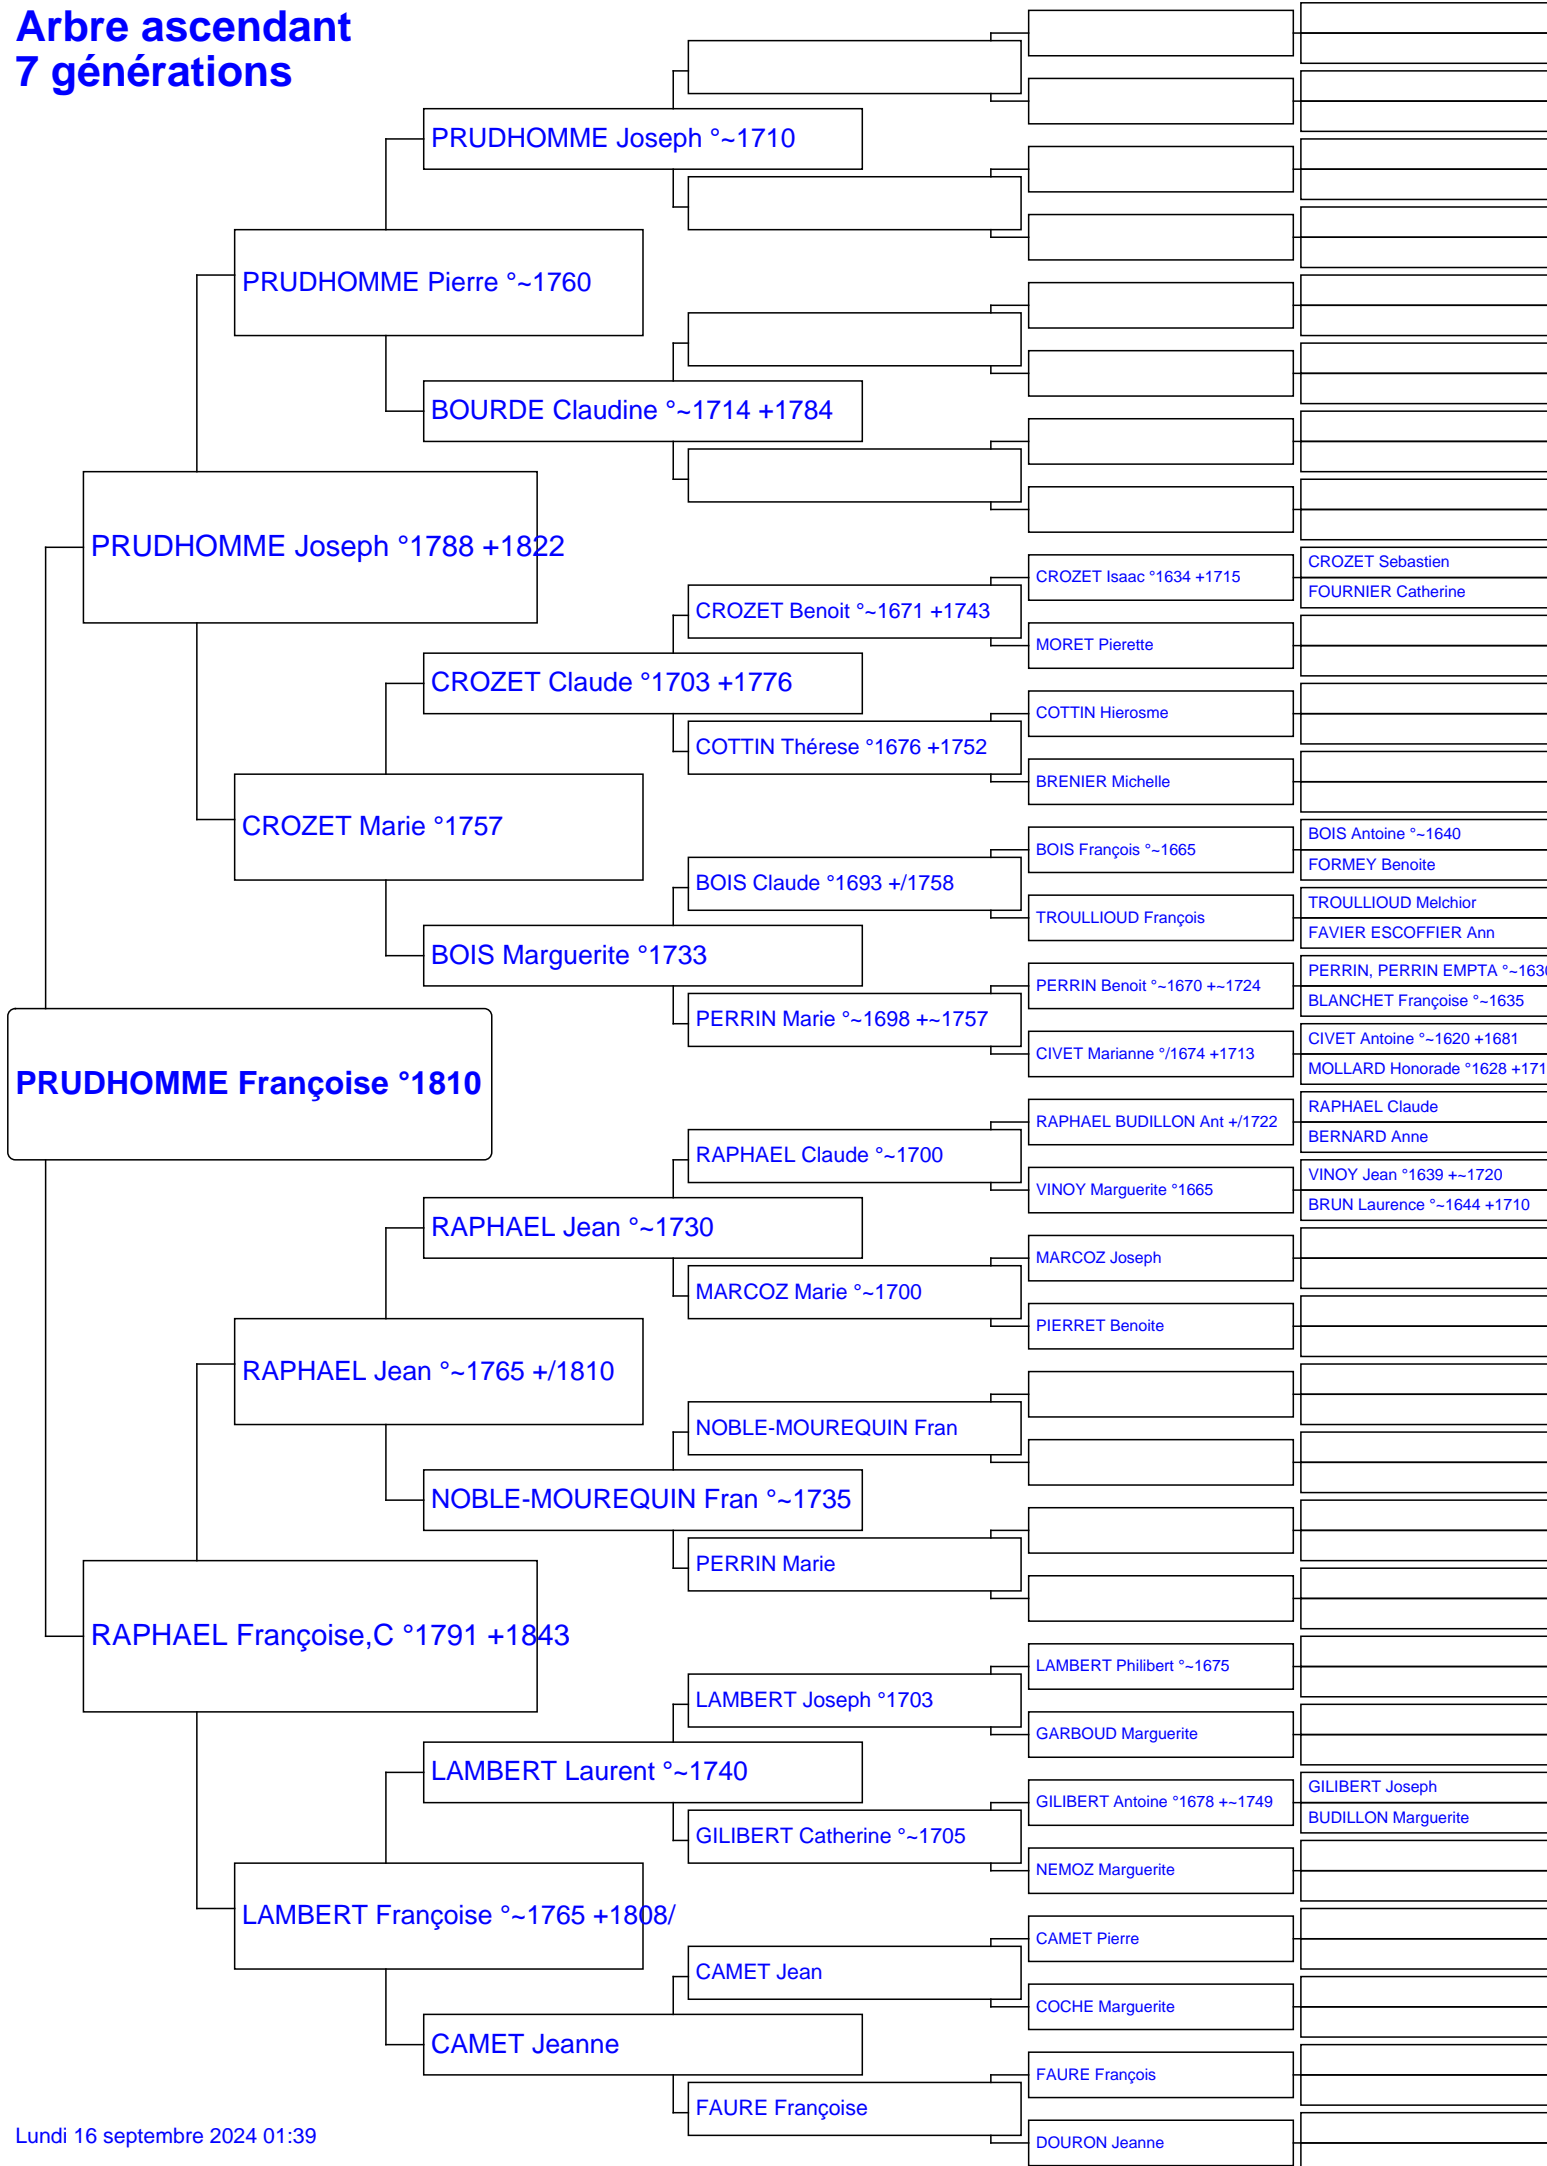 Arbre ascendant
7 générations
PRUDHOMME Joseph °~1710
PRUDHOMME Pierre °~1760
BOURDE Claudine °~1714 +1784
PRUDHOMME Joseph °1788 +1822
CROZET Sebastien
CROZET Isaac °1634 +1715
FOURNIER Catherine
CROZET Benoit °~1671 +1743
MORET Pierette
CROZET Claude °1703 +1776
COTTIN Hierosme
COTTIN Thérese °1676 +1752
BRENIER Michelle
CROZET Marie °1757
BOIS Antoine °~1640
BOIS François °~1665
FORMEY Benoite
BOIS Claude °1693 +/1758
TROULLIOUD Melchior
TROULLIOUD François
FAVIER ESCOFFIER Ann
BOIS Marguerite °1733
PERRIN, PERRIN EMPTA °~1630
PERRIN Benoit °~1670 +~1724
BLANCHET Françoise °~1635
PERRIN Marie °~1698 +~1757
CIVET Antoine °~1620 +1681
CIVET Marianne °/1674 +1713
MOLLARD Honorade °1628 +171
PRUDHOMME Françoise °1810
RAPHAEL Claude
RAPHAEL BUDILLON Ant +/1722
BERNARD Anne
RAPHAEL Claude °~1700
VINOY Jean °1639 +~1720
VINOY Marguerite °1665
BRUN Laurence °~1644 +1710
RAPHAEL Jean °~1730
MARCOZ Joseph
MARCOZ Marie °~1700
PIERRET Benoite
RAPHAEL Jean °~1765 +/1810
NOBLE-MOUREQUIN Fran
NOBLE-MOUREQUIN Fran °~1735
PERRIN Marie
RAPHAEL Françoise,C °1791 +1843
LAMBERT Philibert °~1675
LAMBERT Joseph °1703
GARBOUD Marguerite
LAMBERT Laurent °~1740
GILIBERT Joseph
GILIBERT Antoine °1678 +~1749
BUDILLON Marguerite
GILIBERT Catherine °~1705
NEMOZ Marguerite
LAMBERT Françoise °~1765 +1808/
CAMET Pierre
CAMET Jean
COCHE Marguerite
CAMET Jeanne
FAURE François
FAURE Françoise
DOURON Jeanne
Lundi 16 septembre 2024 01:39